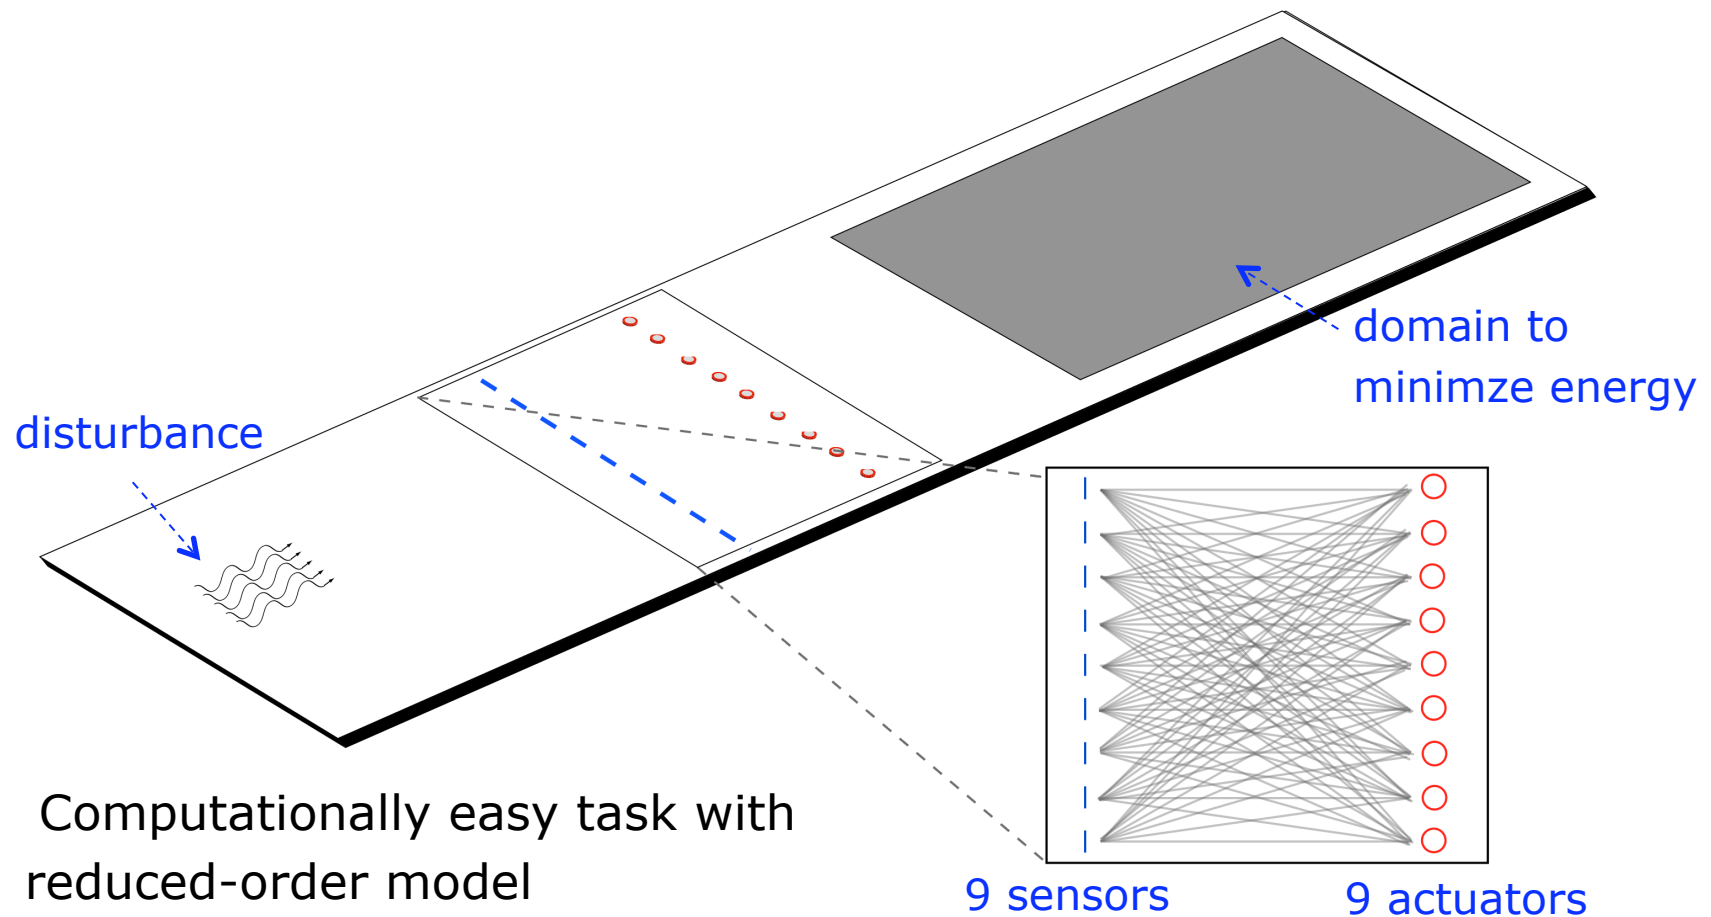 disturbance
domain to
minimze energy
Computationally easy task with
reduced-order model
9 sensors
9 actuators